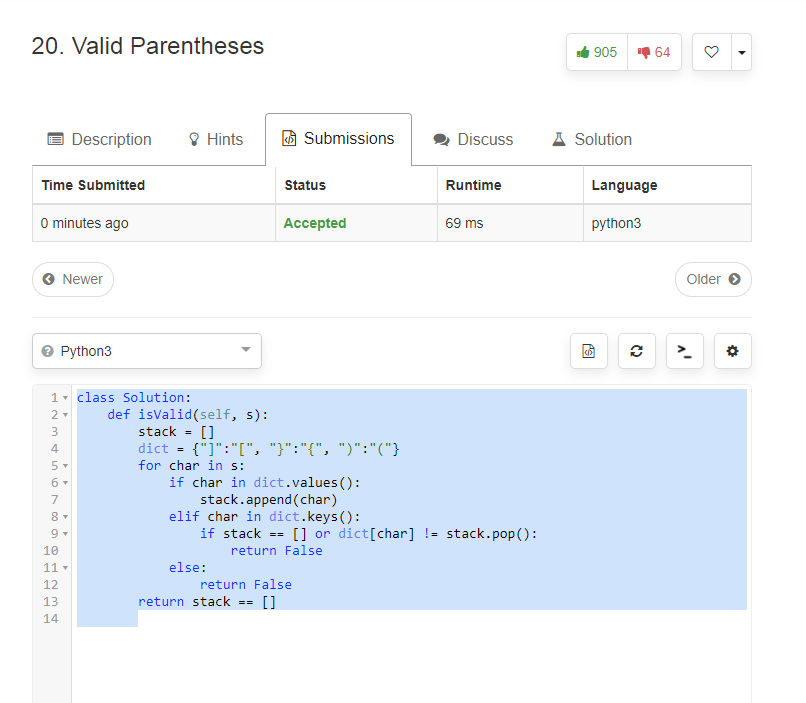 20. Valid Parentheses
905 64
Description Hints Submissions Discuss Solution
Time Submitted Status Runtime Language
0 minutes ago Accepted 69 ms python3
Newer Older
Python3
1 class Solution:
2     def isValid(self, s):
3         stack = []
4         dict = {"]":"[", "}":"{", ")":"("}
5         for char in s:
6             if char in dict.values():
7                 stack.append(char)
8             elif char in dict.keys():
9                 if stack == [] or dict[char] != stack.pop():
10                     return False
11             else:
12                 return False
13         return stack == []
14